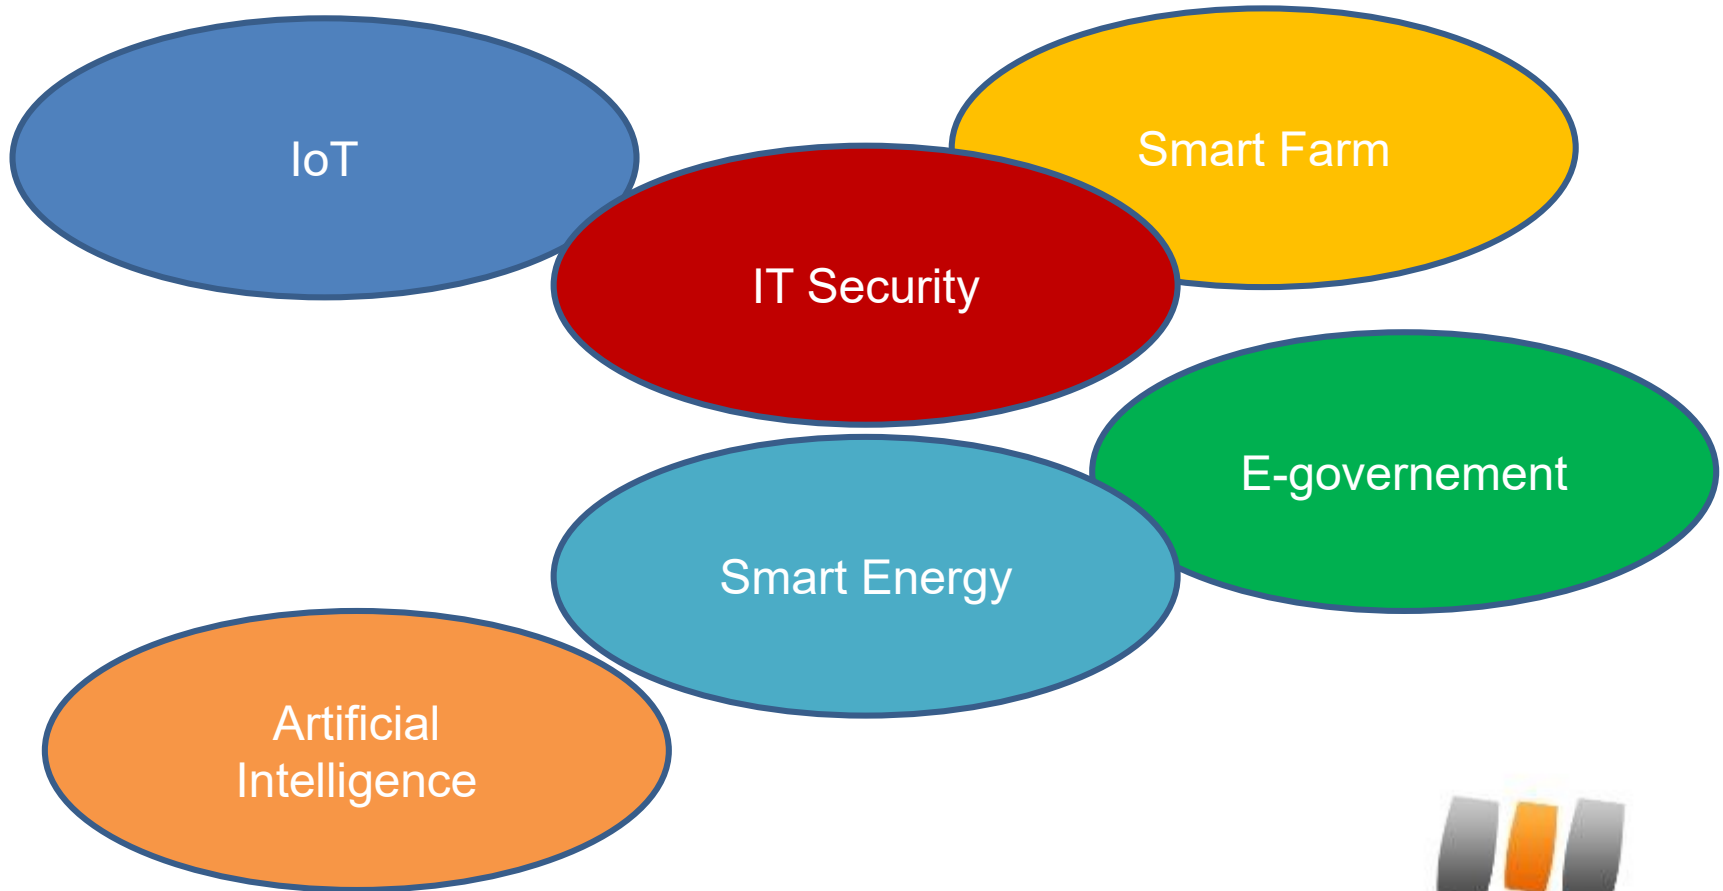 IoT
Smart Farm
IT Security
E-governement
Smart Energy
Artificial
Intelligence